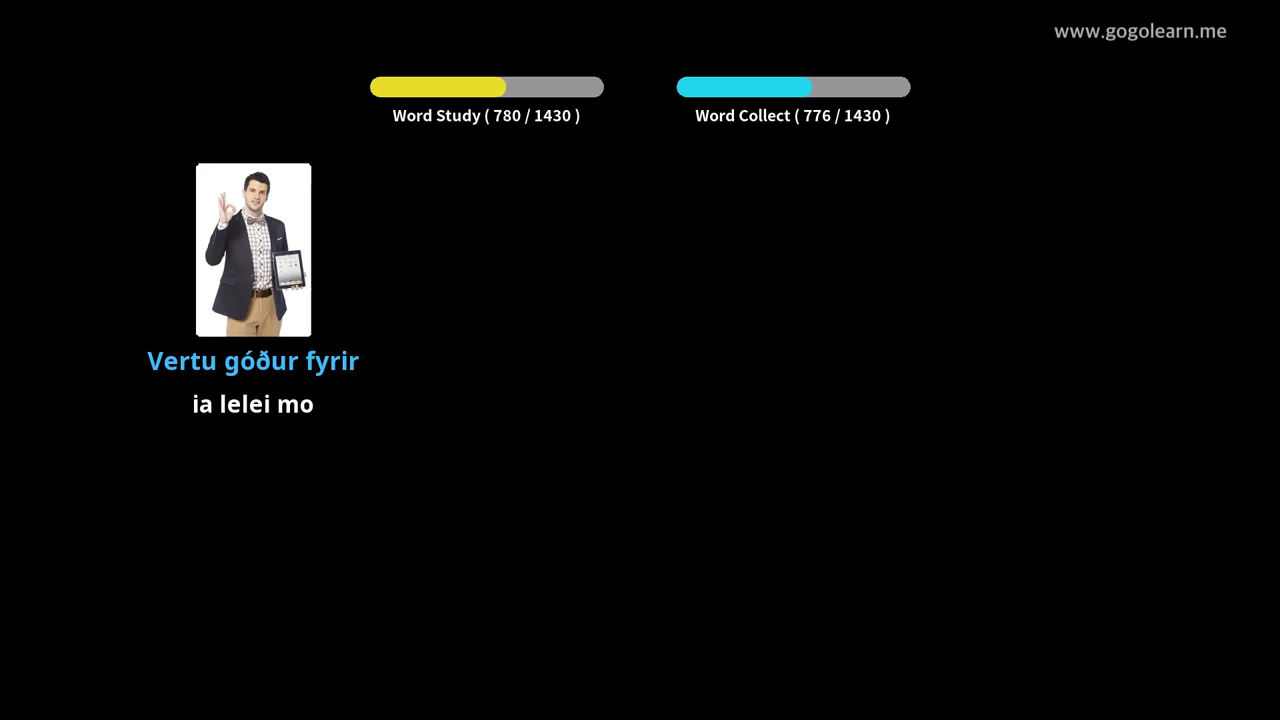 www.gogolearn.me
Word Study ( 780 / 1430 )
Word Collect ( 776 / 1430 )
Vertu góður fyrir
ia lelei mo